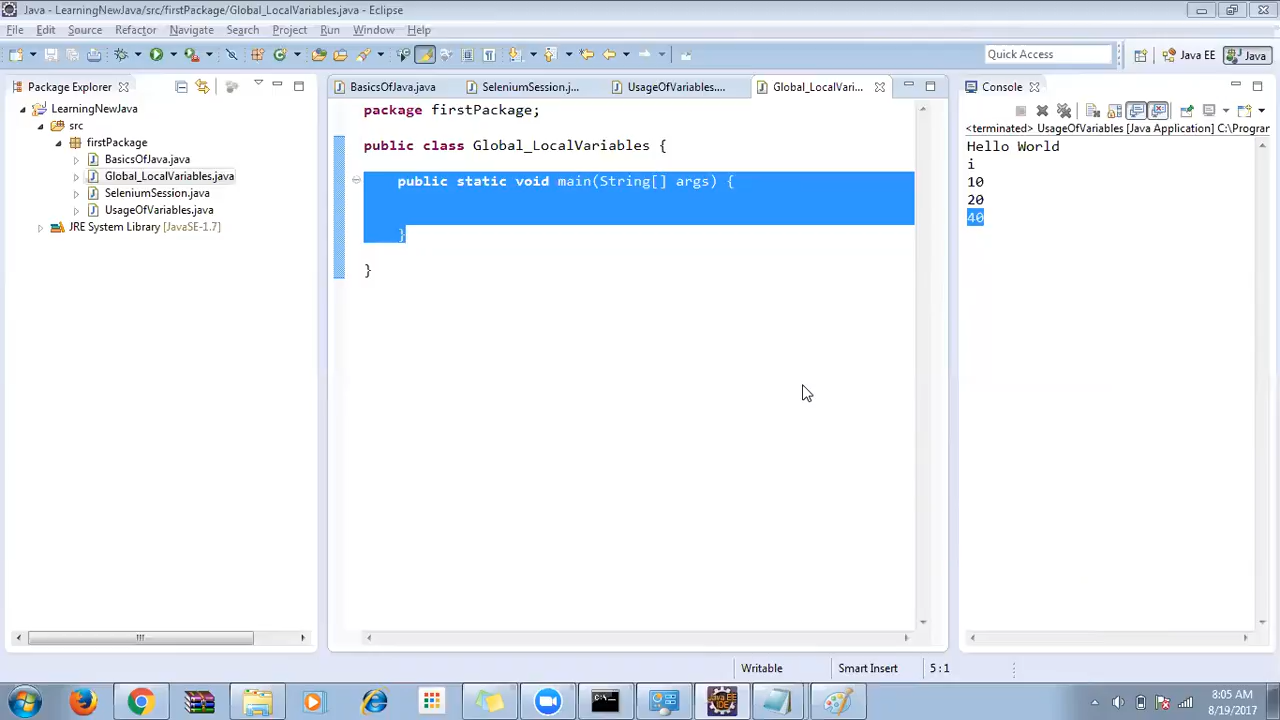 Java - LearningNewJava/src/firstPackage/Global_LocalVariables.java - Eclipse
File Edit Source Refactor Navigate Search Project Run Window Help
Quick Access
Java EE
Java
Package Explorer
BasicsOfJava.java
SeleniumSession.j...
UsageOfVariables....
Global_LocalVari...
Console
LearningNewJava
src
firstPackage
BasicsOfJava.java
Global_LocalVariables.java
SeleniumSession.java
UsageOfVariables.java
JRE System Library [JavaSE-1.7]
package firstPackage;
public class Global_LocalVariables {
public static void main(String[] args) {
}
}
<terminated> UsageOfVariables [Java Application] C:\Progran
Hello World
i
10
20
40
Writable
Smart Insert
5 : 1
8:05 AM
8/19/2017